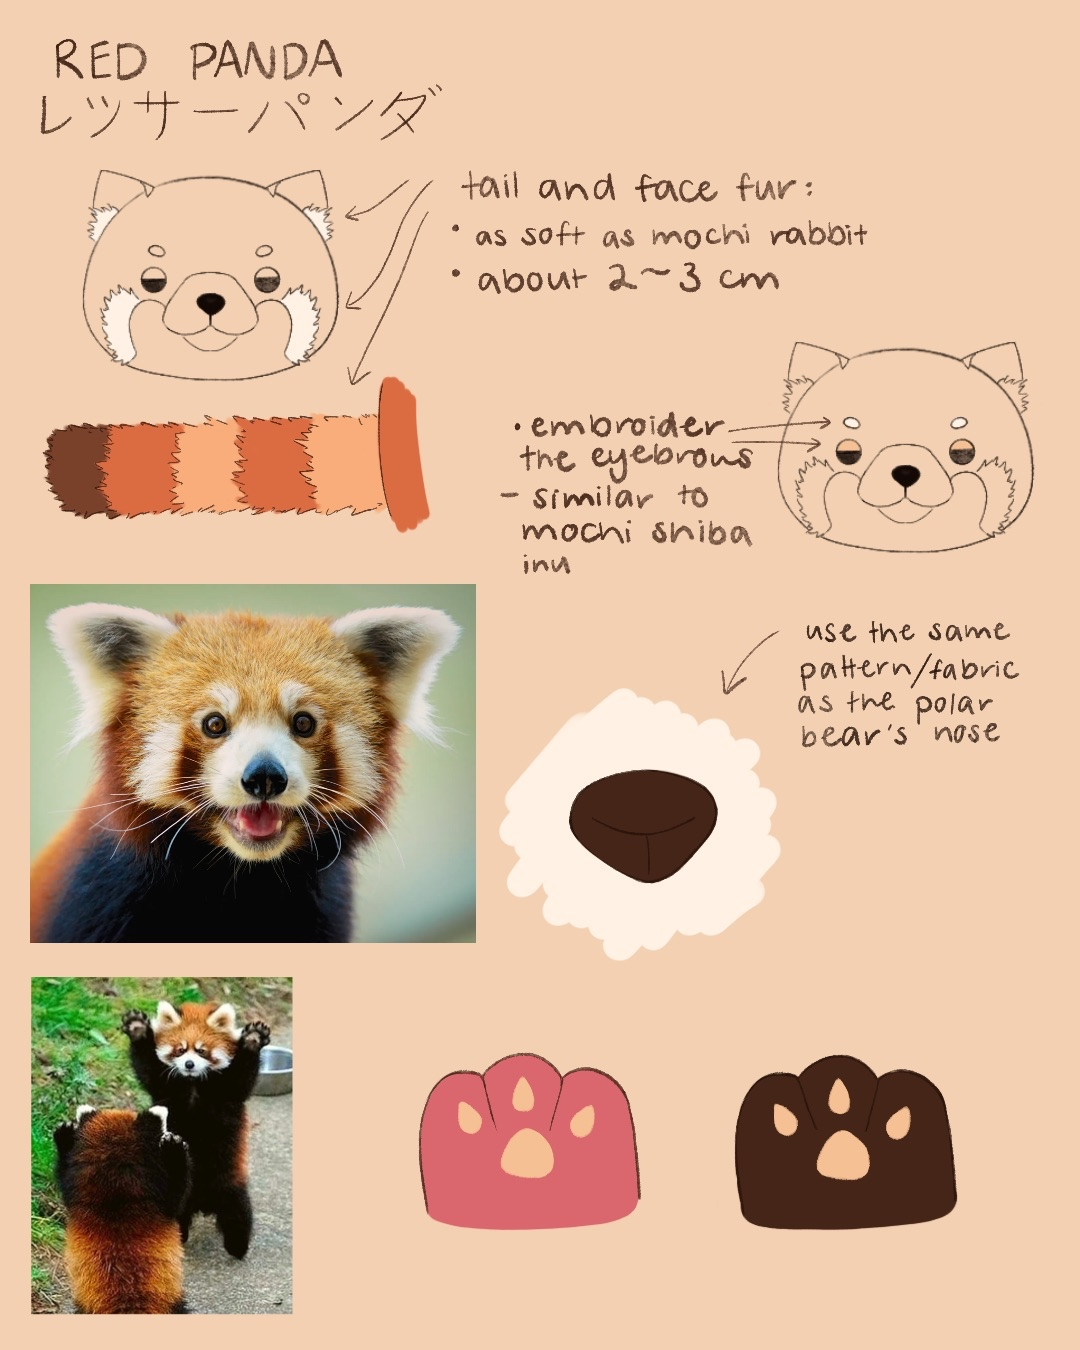 RED PANDA
レッサーパンダ
tail and face fur:
• as soft as mochi rabbit
• about 2~3 cm
• embroider
the eyebrows
- similar to
mochi shiba
inu
use the same
pattern/fabric
as the polar
bear's nose